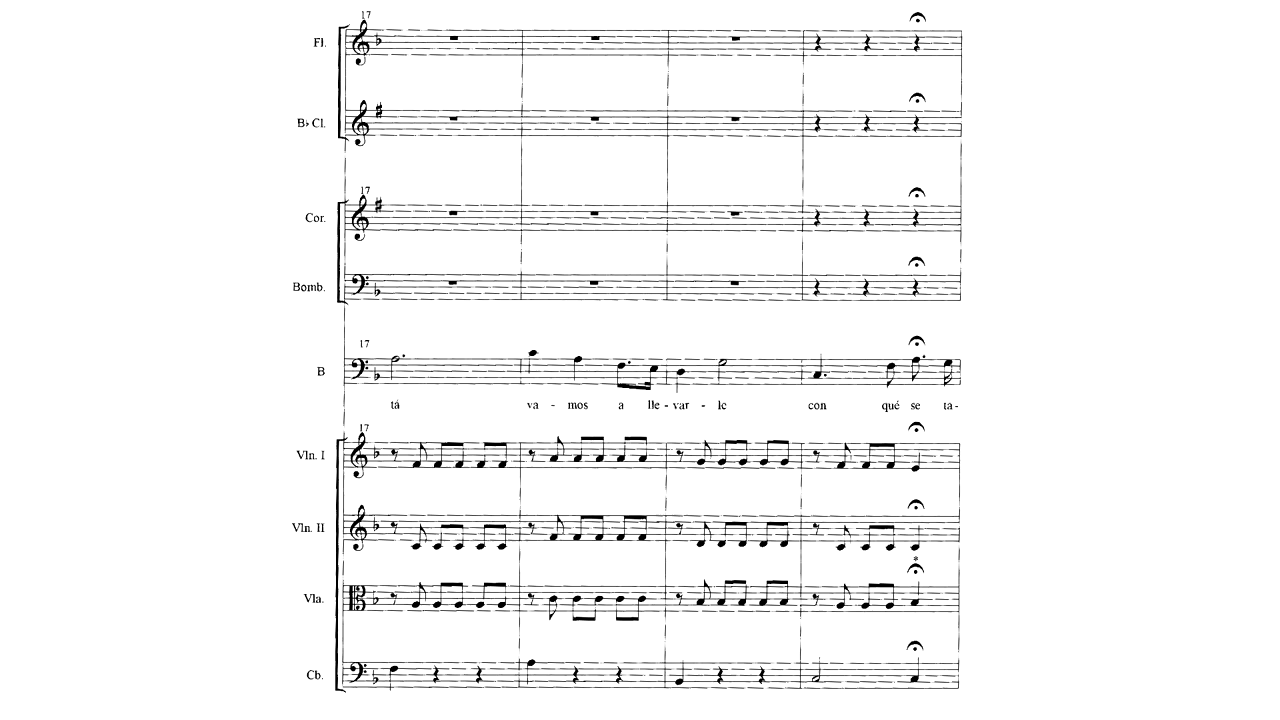 17
Fl.
B♭ Cl.
17
Cor.
Bomb.
17
B
tá va - mos a lle - var - le con qué se ta-
17
Vln. I
Vln. II
*
Vla.
Cb.